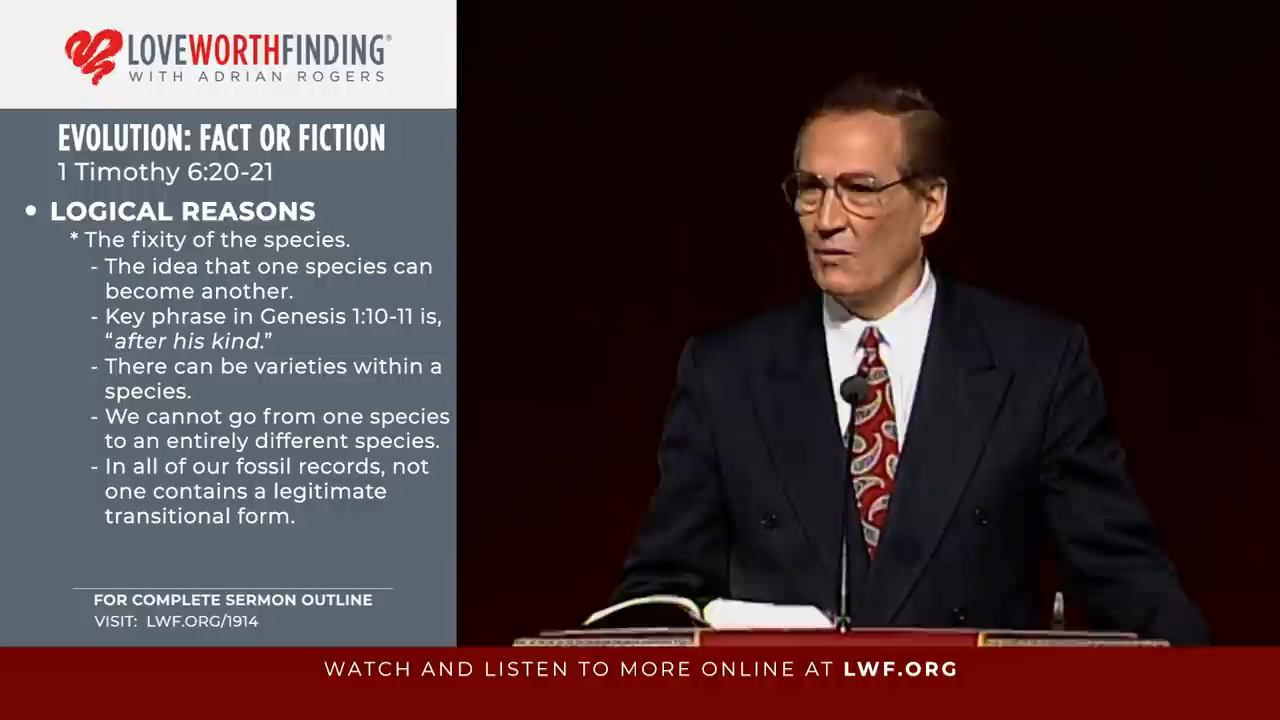 LOVEWORTHFINDING®
WITH ADRIAN ROGERS
EVOLUTION: FACT OR FICTION
1 Timothy 6:20-21
• LOGICAL REASONS
* The fixity of the species.
- The idea that one species can
become another.
- Key phrase in Genesis 1:10-11 is,
“after his kind.”
- There can be varieties within a
species.
- We cannot go from one species
to an entirely different species.
- In all of our fossil records, not
one contains a legitimate
transitional form.
FOR COMPLETE SERMON OUTLINE
VISIT: LWF.ORG/1914
WATCH AND LISTEN TO MORE ONLINE AT LWF.ORG